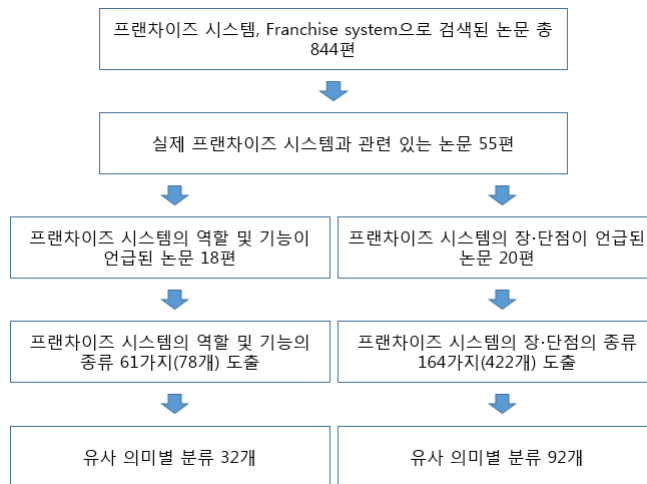 프랜차이즈 시스템, Franchise system으로 검색된 논문 총
844편
실제 프랜차이즈 시스템과 관련 있는 논문 55편
프랜차이즈 시스템의 역할 및 기능이
언급된 논문 18편
프랜차이즈 시스템의 장·단점이 언급된
논문 20편
프랜차이즈 시스템의 역할 및 기능의
종류 61가지(78개) 도출
프랜차이즈 시스템의 장·단점의 종류
164가지(422개) 도출
유사 의미별 분류 32개
유사 의미별 분류 92개